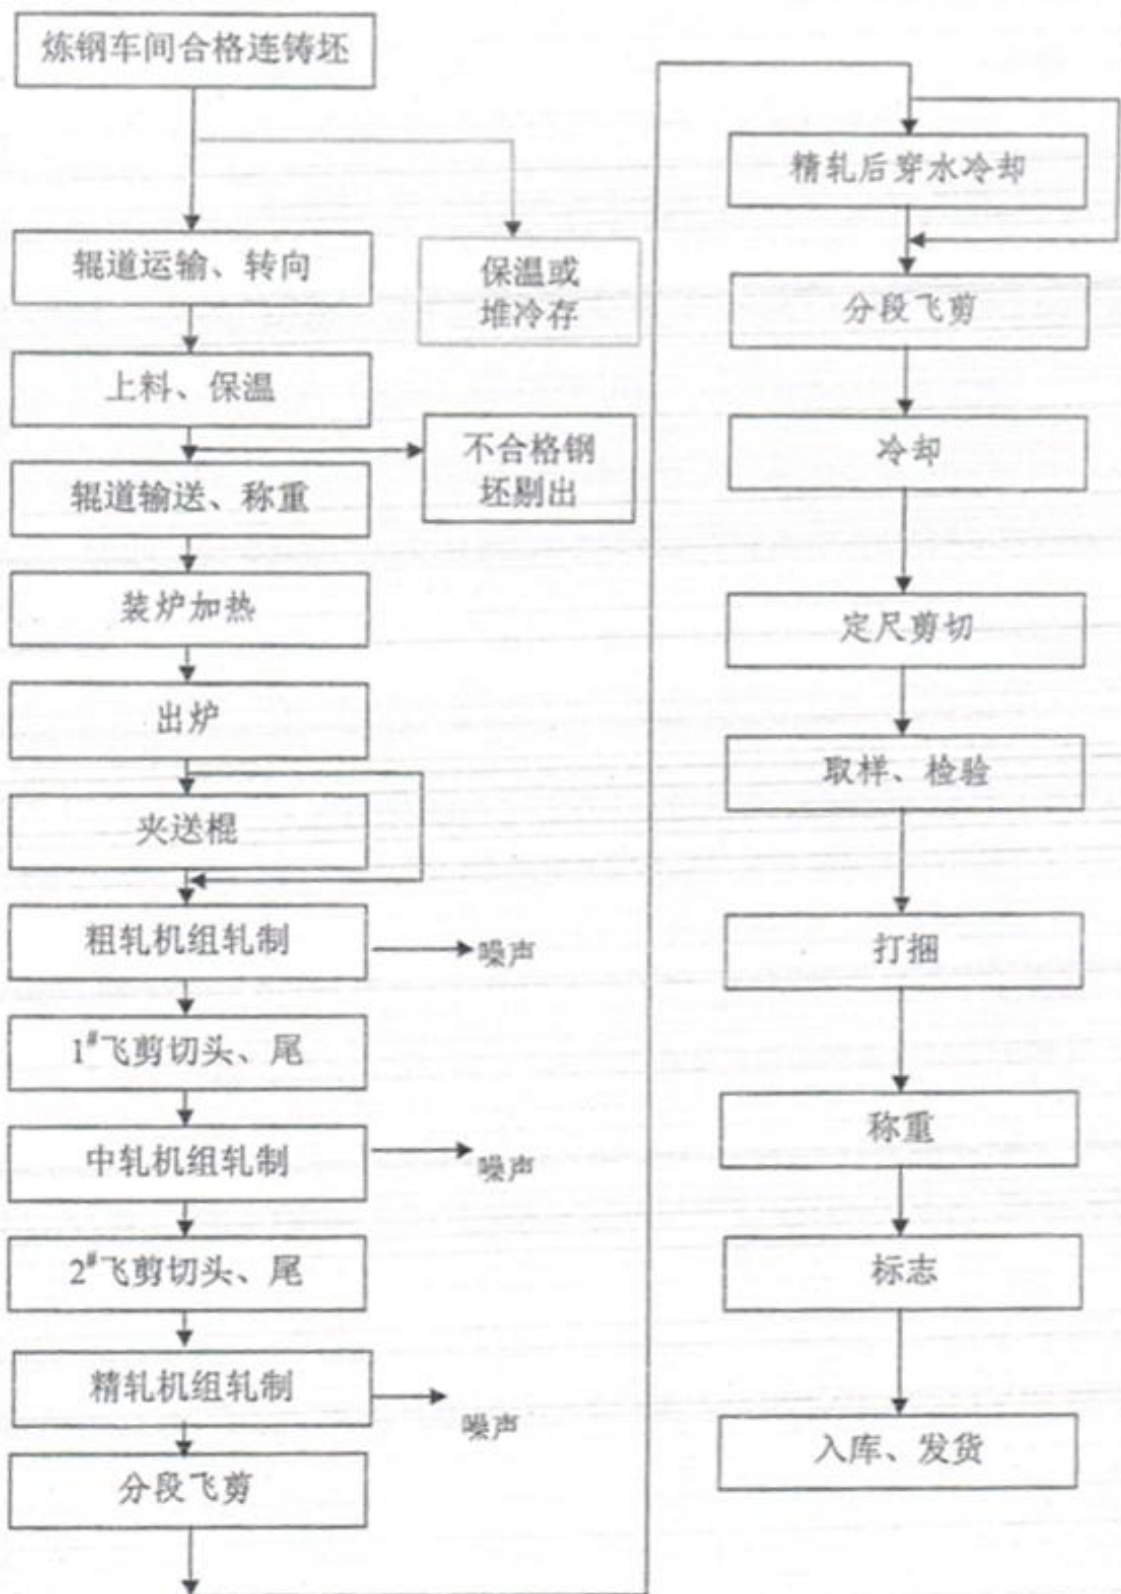 炼钢车间合格连铸坯
辊道运输、转向
保温或
堆冷存
上料、保温
不合格钢
坯剔出
辊道输送、称重
装炉加热
出炉
夹送棍
粗轧机组轧制
噪声
1#飞剪切头、尾
中轧机组轧制
噪声
2#飞剪切头、尾
精轧机组轧制
噪声
分段飞剪
精轧后穿水冷却
分段飞剪
冷却
定尺剪切
取样、检验
打捆
称重
标志
入库、发货